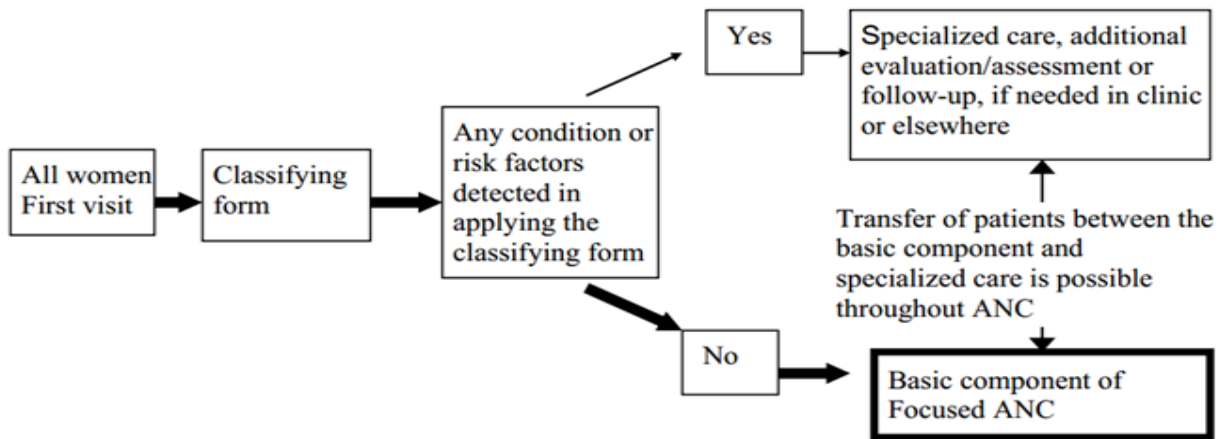 All women
First visit
Classifying
form
Any condition or
risk factors
detected in
applying the
classifying form
Yes
Specialized care, additional
evaluation/assessment or
follow-up, if needed in clinic
or elsewhere
Transfer of patients between the
basic component and
specialized care is possible
throughout ANC
No
Basic component of
Focused ANC